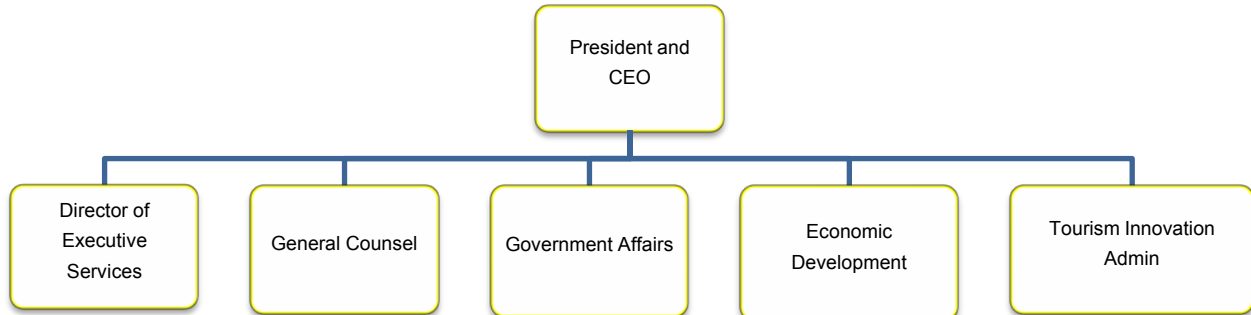 President and
CEO
Director of
Executive
Services
General Counsel
Government Affairs
Economic
Development
Tourism Innovation
Admin